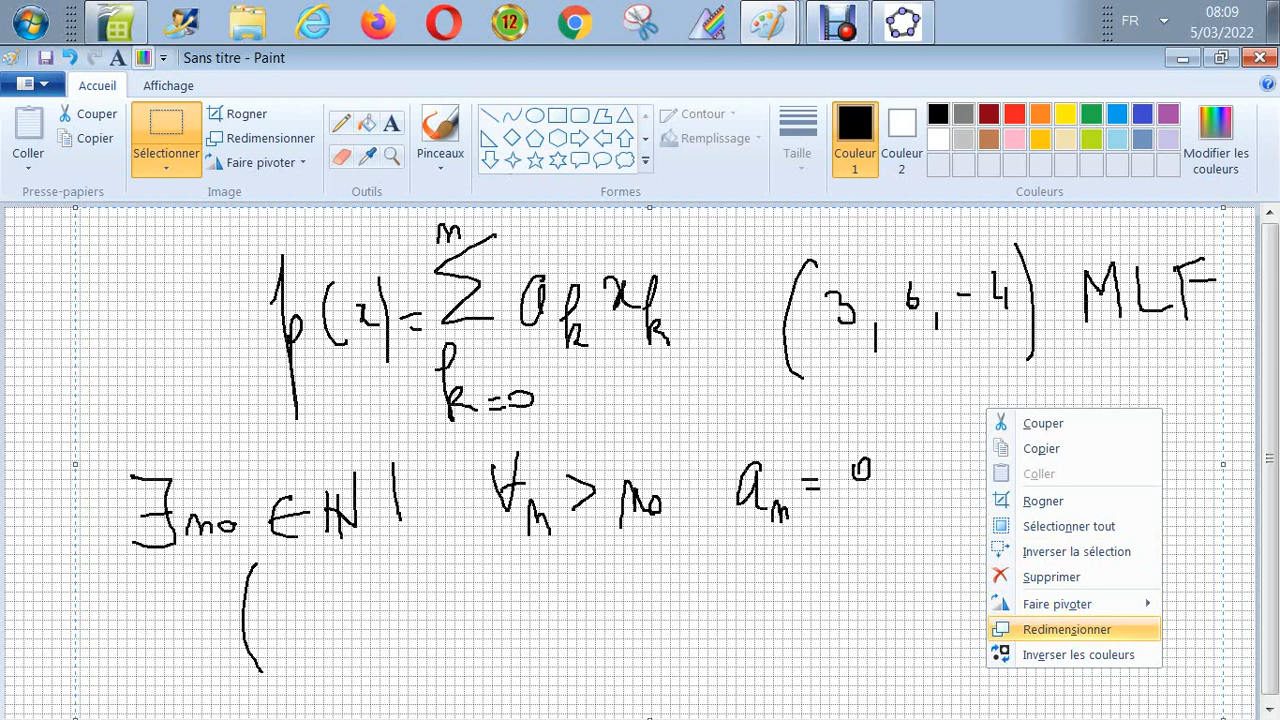 FR
08:09
5/03/2022
12
Sans titre - Paint
Accueil Affichage
Coller
Couper
Copier
Presse-papiers
Sélectionner
Rogner
Redimensionner
Faire pivoter
Image
A
Outils
Pinceaux
Contour
Remplissage
Formes
Taille
Couleur 1
Couleur 2
Modifier les couleurs
Couleurs
p(x) = Σ a_k x_k (3, 6, -4) MLF
n
k=0
∃ n0 ∈ IN | ∀n > n0 a_n = 0
(
Couper
Copier
Coller
Rogner
Sélectionner tout
Inverser la sélection
Supprimer
Faire pivoter
Redimensionner
Inverser les couleurs